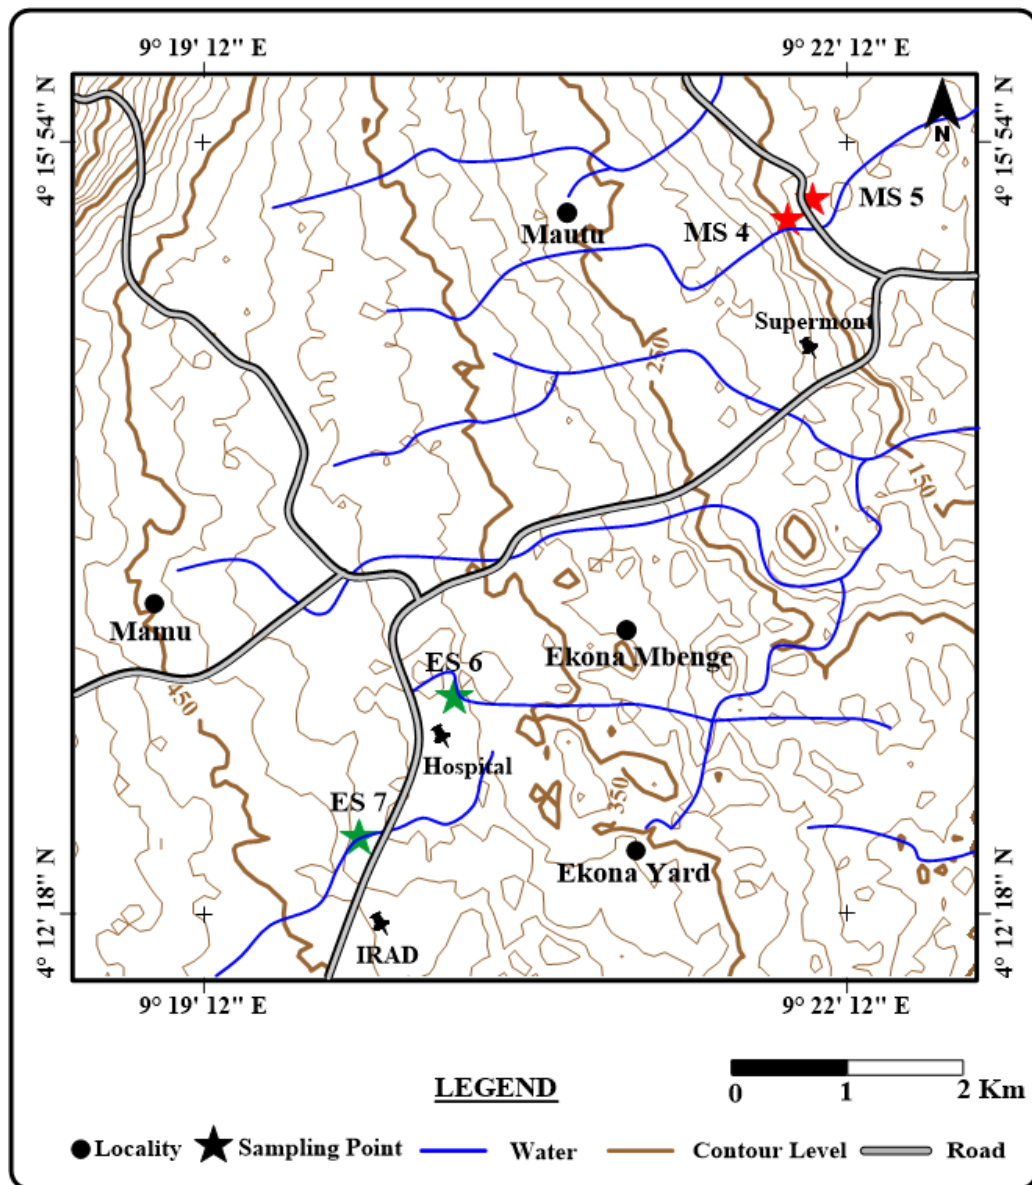 9° 19' 12" E
9° 22' 12" E
4° 15' 54" N
4° 15' 54" N
N
MS 5
MS 4
Mautu
Supermont
250
150
Mamu
Ekona Mbenge
ES 6
450
Hospital
350
ES 7
Ekona Yard
IRAD
4° 12' 18" N
4° 12' 18" N
9° 19' 12" E
9° 22' 12" E
LEGEND
0 1 2 Km
Locality Sampling Point Water Contour Level Road